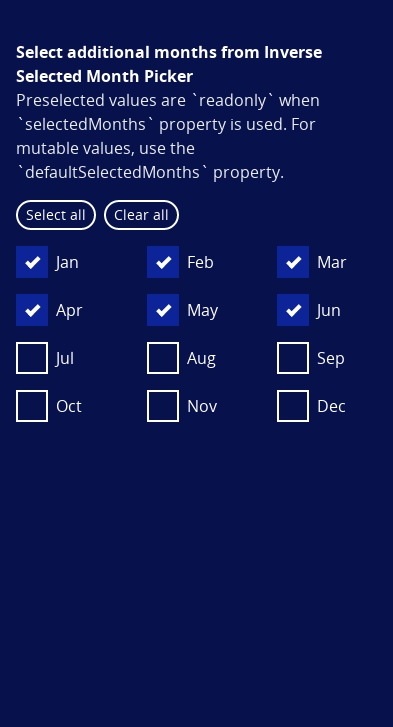 Select additional months from Inverse
Selected Month Picker
Preselected values are `readonly` when
`selectedMonths` property is used. For
mutable values, use the
`defaultSelectedMonths` property.
Select all Clear all
Jan Feb Mar
Apr May Jun
Jul Aug Sep
Oct Nov Dec